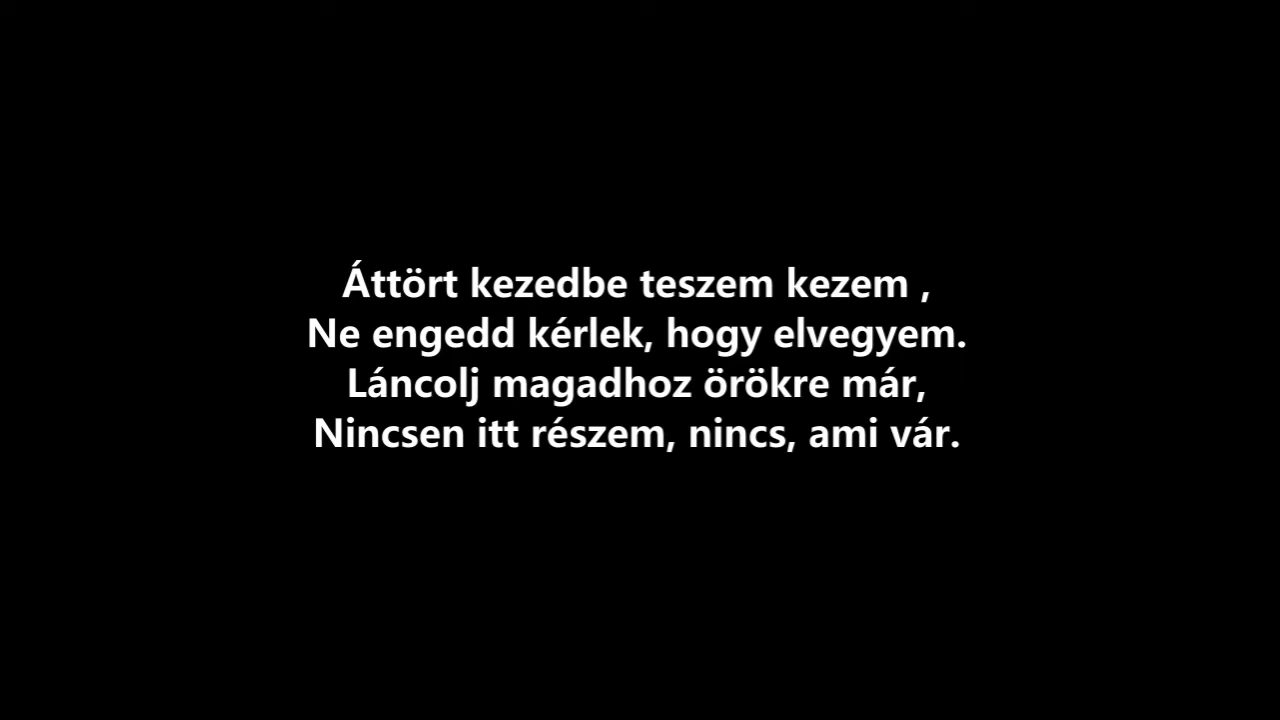 Áttört kezedbe teszem kezem ,
Ne engedd kérlek, hogy elvegyem.
Láncolj magadhoz örökre már,
Nincsen itt részem, nincs, ami vár.